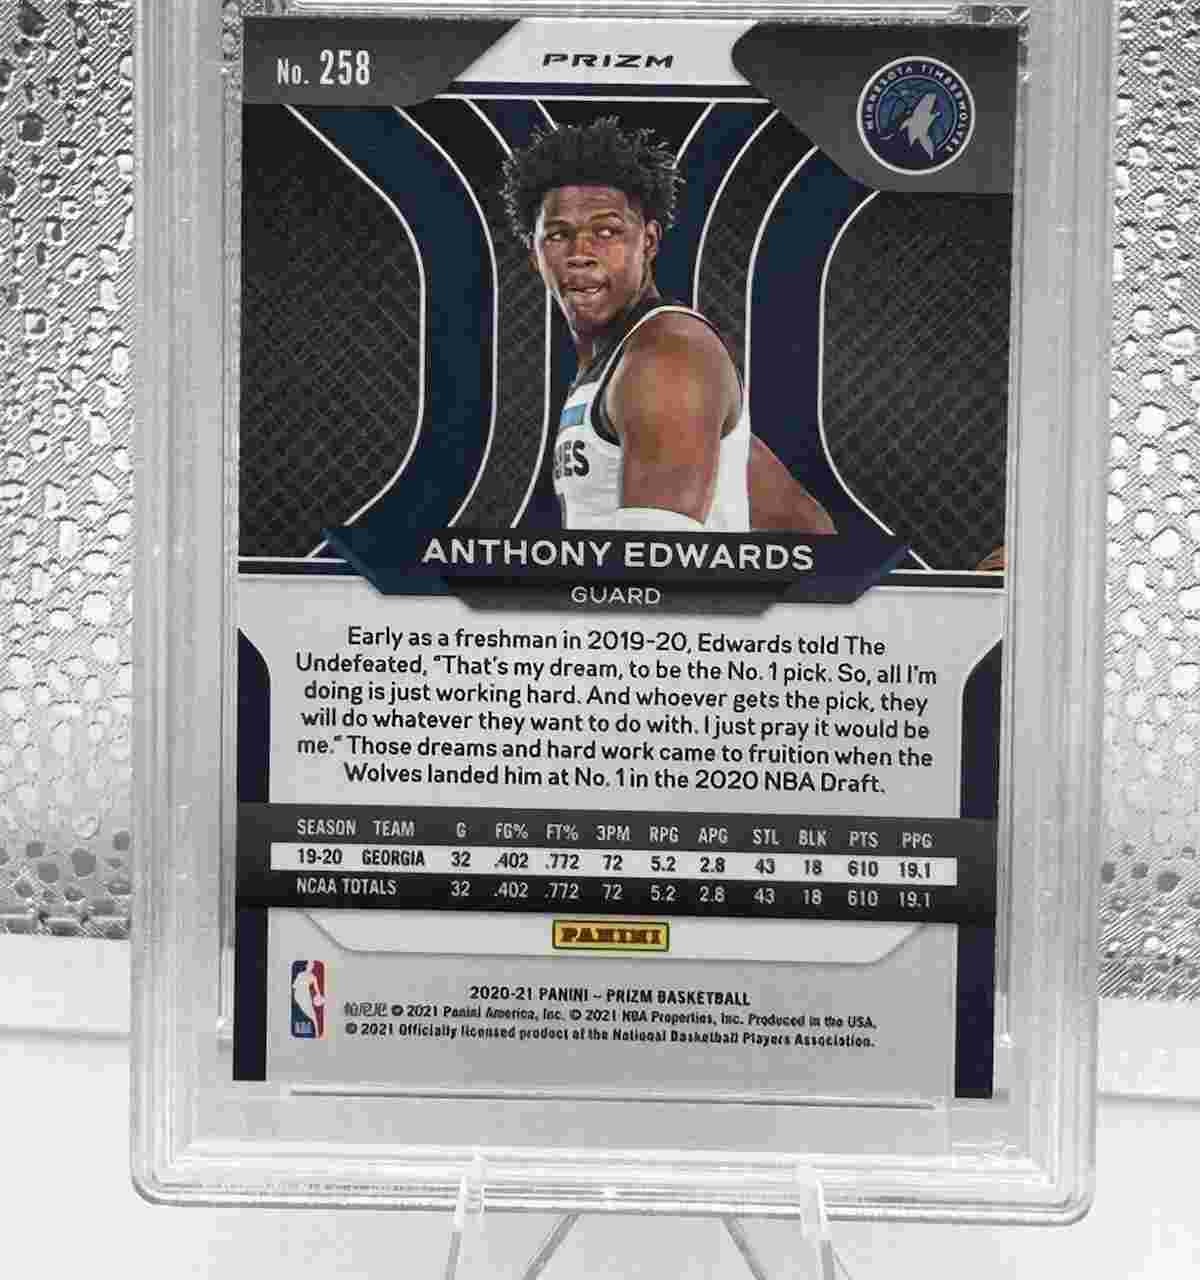 No. 258
PRIZM
MINNESOTA TIMBERWOLVES
VES
ANTHONY EDWARDS
GUARD
Early as a freshman in 2019-20, Edwards told The
Undefeated, "That's my dream, to be the No. 1 pick. So, all I'm
doing is just working hard. And whoever gets the pick, they
will do whatever they want to do with. I just pray it would be
me." Those dreams and hard work came to fruition when the
Wolves landed him at No. 1 in the 2020 NBA Draft.
SEASON TEAM G FG% FT% 3PM RPG APG STL BLK PTS PPG
19-20 GEORGIA 32 .402 .772 72 5.2 2.8 43 18 610 19.1
NCAA TOTALS 32 .402 .772 72 5.2 2.8 43 18 610 19.1
PANINI
NBA
2020-21 PANINI – PRIZM BASKETBALL
帕尼尼 © 2021 Panini America, Inc. © 2021 NBA Properties, Inc. Produced in the USA.
© 2021 Officially licensed product of the National Basketball Players Association.